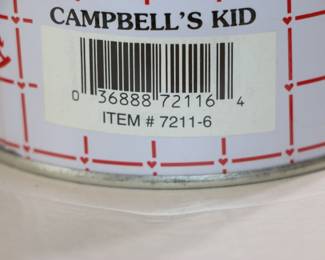 CAMPBELL'S KID
0 36888 72116 4
ITEM # 7211-6